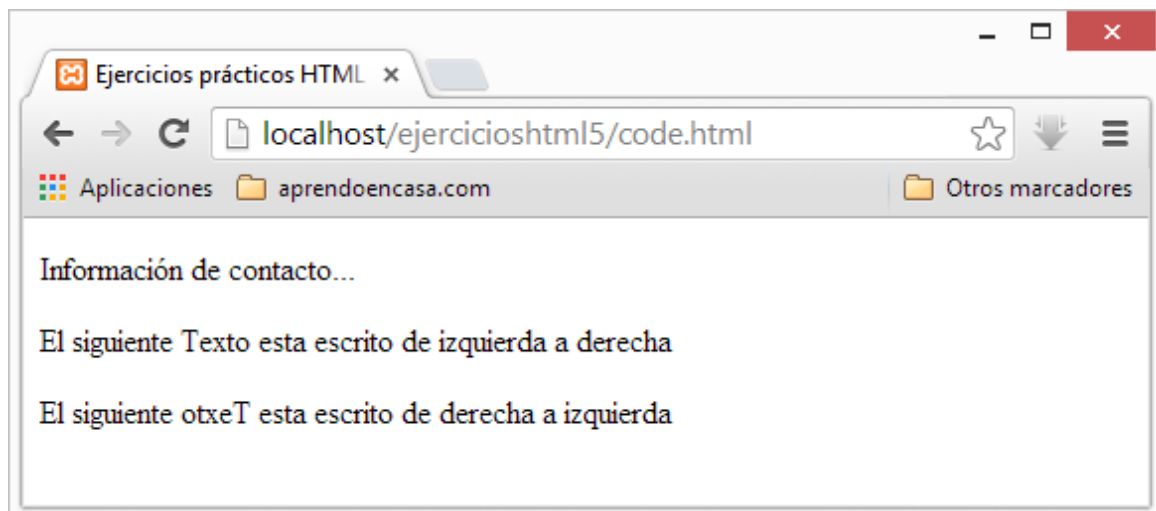 Ejercicios prácticos HTML
localhost/ejercicioshtml5/code.html
Aplicaciones aprendoencasa.com Otros marcadores
Información de contacto...
El siguiente Texto esta escrito de izquierda a derecha
El siguiente otxeT esta escrito de derecha a izquierda